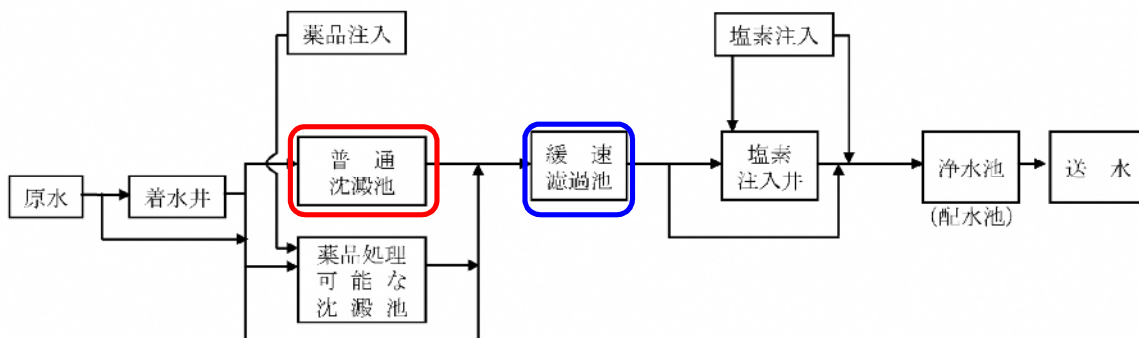 薬品注入
塩素注入
普通
沈澱池
緩速
濾過池
塩素
注入井
浄水池
(配水池)
送水
原水
着水井
薬品処理
可能な
沈澱池